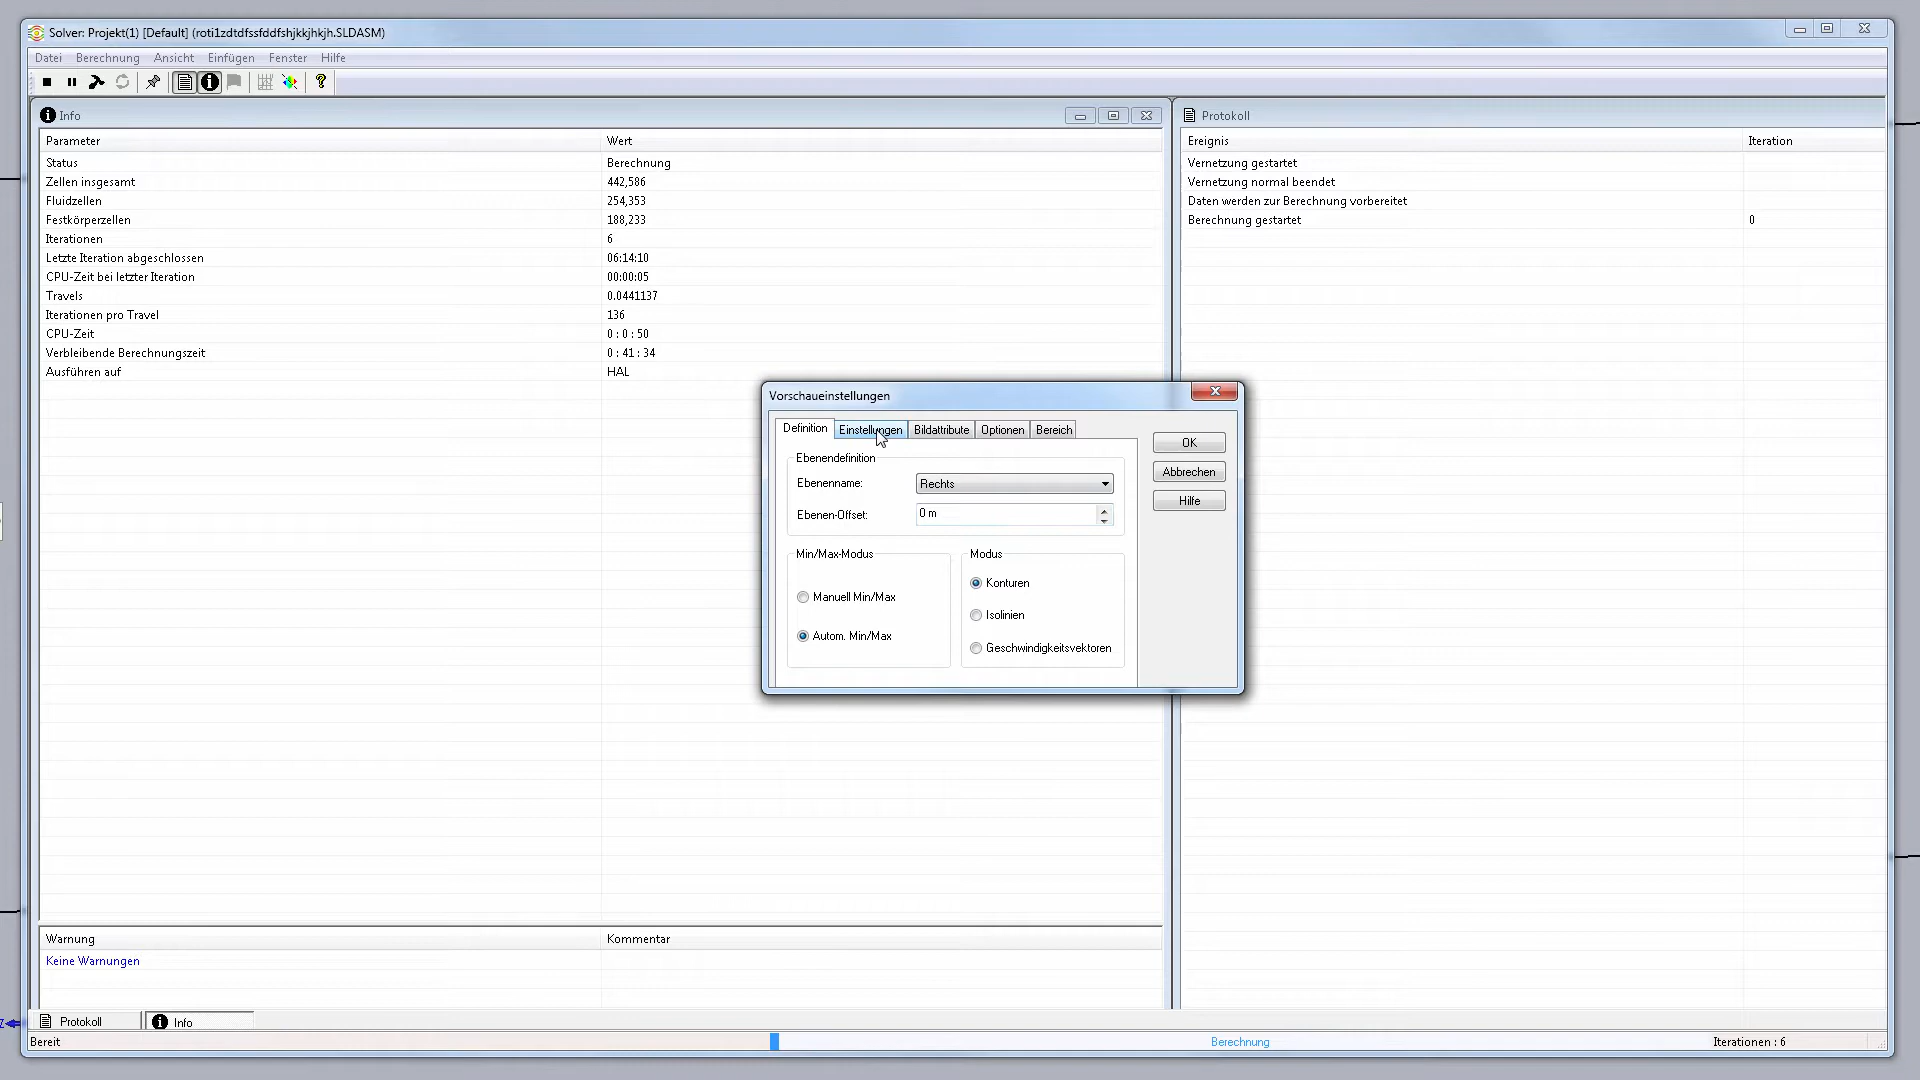 Solver: Projekt(1) [Default] (roti1zdtdfssfddfshjkkjhkjh.SLDASM)
Datei Berechnung Ansicht Einfügen Fenster Hilfe
Info
Parameter Wert
Status Berechnung
Zellen insgesamt 442,586
Fluidzellen 254,353
Festkörperzellen 188,233
Iterationen 6
Letzte Iteration abgeschlossen 06:14:10
CPU-Zeit bei letzter Iteration 00:00:05
Travels 0.0441137
Iterationen pro Travel 136
CPU-Zeit 0 : 0 : 50
Verbleibende Berechnungszeit 0 : 41 : 34
Ausführen auf HAL
Warnung Kommentar
Keine Warnungen
Protokoll
Ereignis Iteration
Vernetzung gestartet
Vernetzung normal beendet
Daten werden zur Berechnung vorbereitet
Berechnung gestartet 0
Vorschaueinstellungen
Definition Einstellungen Bildattribute Optionen Bereich
Ebenendefinition
Ebenenname: Rechts
Ebenen-Offset: 0 m
Min/Max-Modus
Manuell Min/Max
Autom. Min/Max
Modus
Konturen
Isolinien
Geschwindigkeitsvektoren
OK
Abbrechen
Hilfe
Protokoll Info
Bereit Berechnung Iterationen : 6